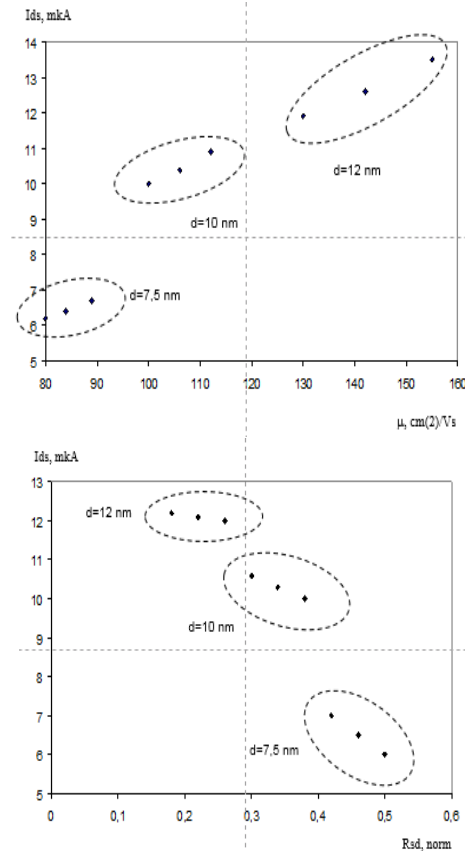 Ids, mkA
14
13
12
11
10
9
8
7
6
5
d=12 nm
d=10 nm
d=7,5 nm
80 90 100 110 120 130 140 150 160
μ, cm(2)/Vs
Ids, mkA
13
12
11
10
9
8
7
6
5
d=12 nm
d=10 nm
d=7,5 nm
0 0,1 0,2 0,3 0,4 0,5 0,6
Rsd, norm